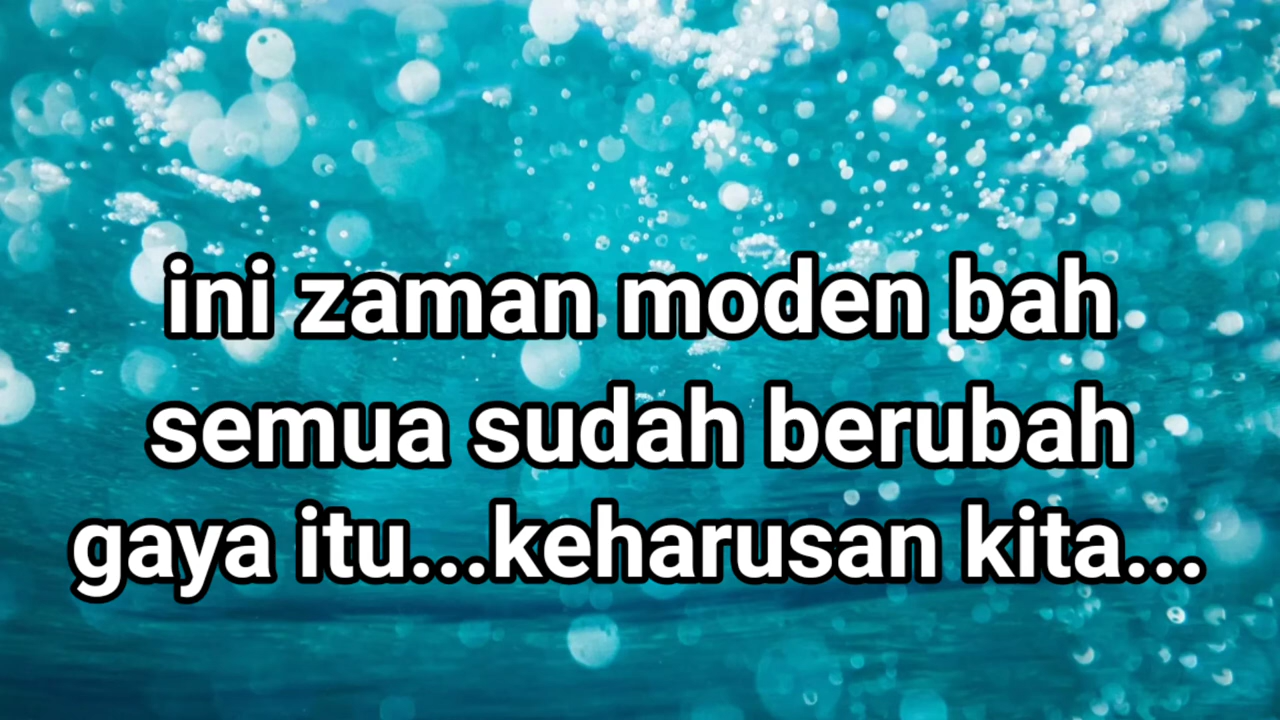 ini zaman moden bah
semua sudah berubah
gaya itu...keharusan kita...